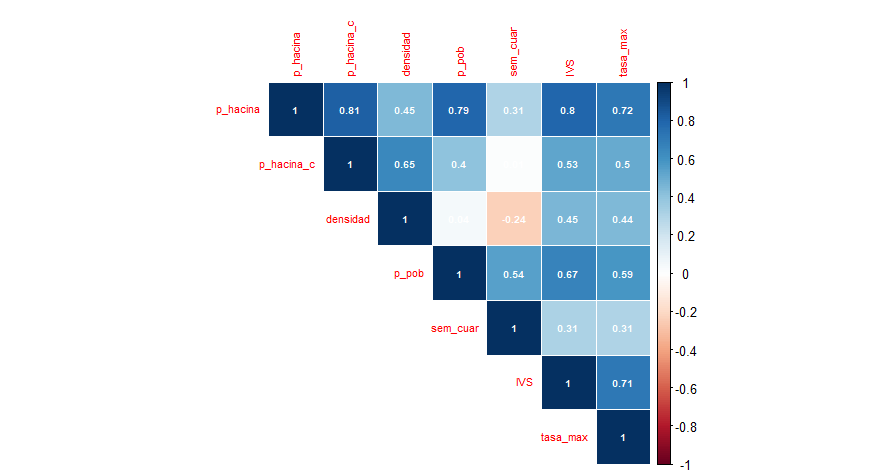 p_hacina p_hacina_c densidad p_pob sem_cuar IVS tasa_max
p_hacina 1 0.81 0.45 0.79 0.31 0.8 0.72
p_hacina_c 1 0.65 0.4 0.53 0.5
densidad 1 -0.24 0.45 0.44
p_pob 1 0.54 0.67 0.59
sem_cuar 1 0.31 0.31
IVS 1 0.71
tasa_max 1
1
0.8
0.6
0.4
0.2
0
-0.2
-0.4
-0.6
-0.8
-1